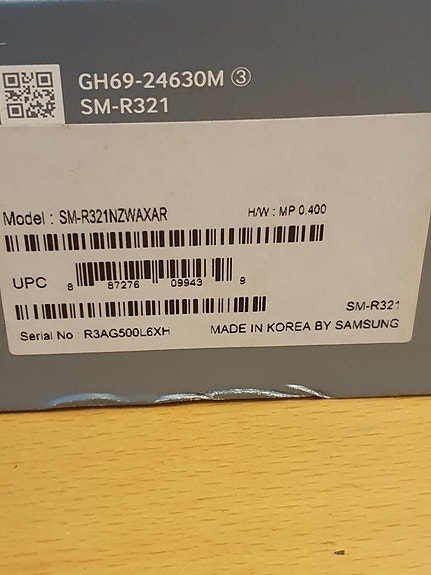 GH69-24630M ③
SM-R321
Model : SM-R321NZWAXAR H/W : MP 0.400
UPC 8 87276 09943 9
SM-R321
Serial No : R3AG500L6XH MADE IN KOREA BY SAMSUNG